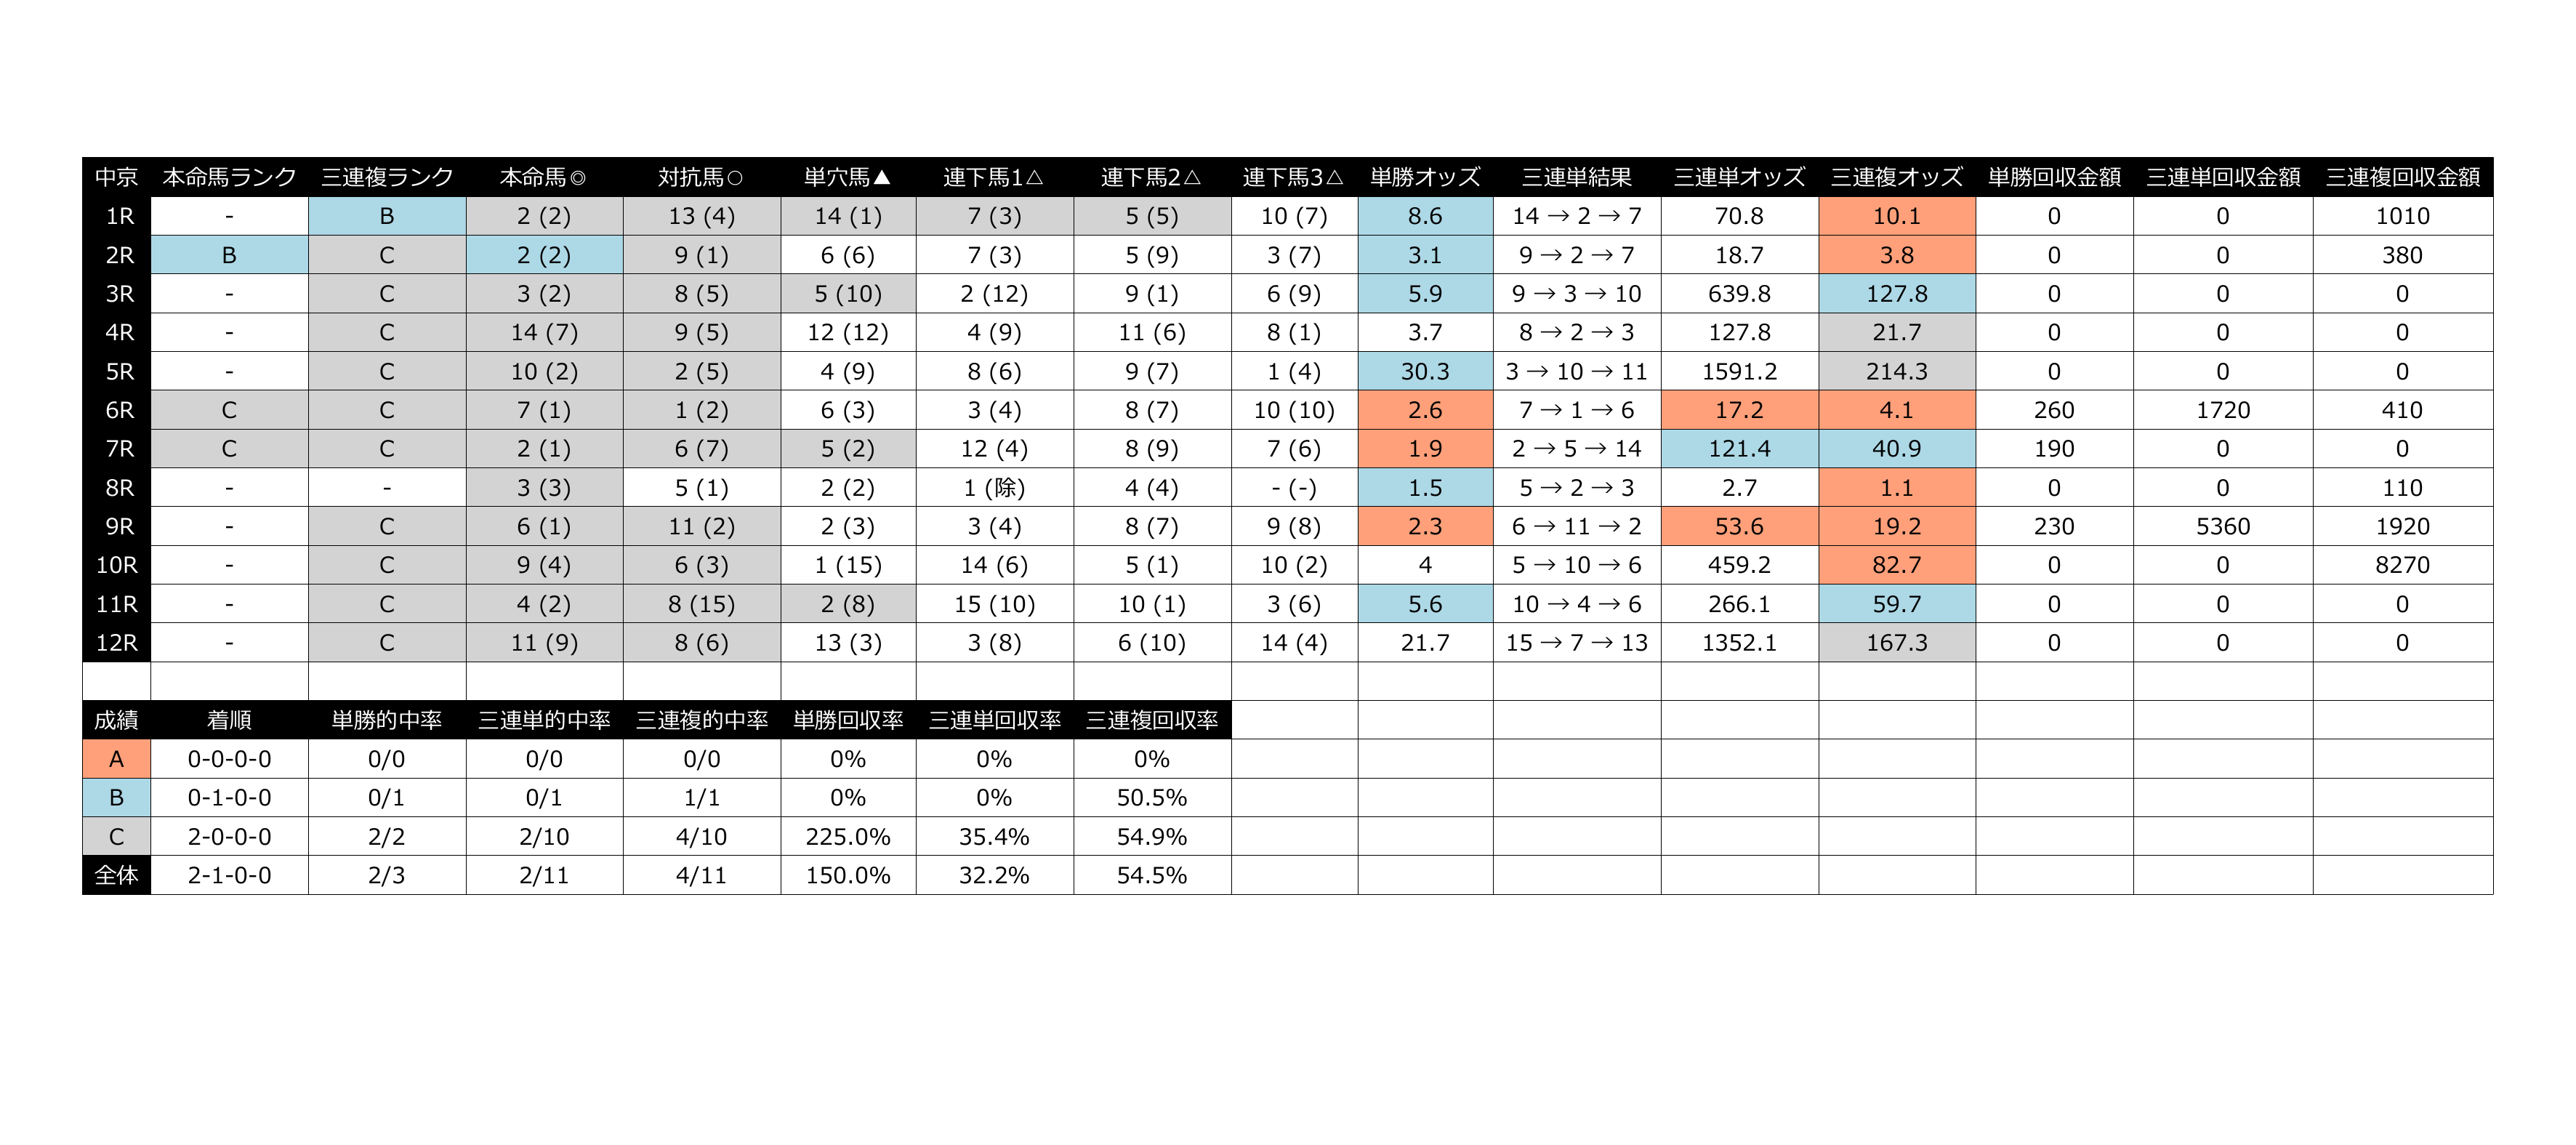 中京 本命馬ランク 三連複ランク 本命馬◎ 対抗馬○ 単穴馬▲ 連下馬1△ 連下馬2△ 連下馬3△ 単勝オッズ 三連単結果 三連単オッズ 三連複オッズ 単勝回収金額 三連単回収金額 三連複回収金額
1R - B 2 (2) 13 (4) 14 (1) 7 (3) 5 (5) 10 (7) 8.6 14 → 2 → 7 70.8 10.1 0 0 1010
2R B C 2 (2) 9 (1) 6 (6) 7 (3) 5 (9) 3 (7) 3.1 9 → 2 → 7 18.7 3.8 0 0 380
3R - C 3 (2) 8 (5) 5 (10) 2 (12) 9 (1) 6 (9) 5.9 9 → 3 → 10 639.8 127.8 0 0 0
4R - C 14 (7) 9 (5) 12 (12) 4 (9) 11 (6) 8 (1) 3.7 8 → 2 → 3 127.8 21.7 0 0 0
5R - C 10 (2) 2 (5) 4 (9) 8 (6) 9 (7) 1 (4) 30.3 3 → 10 → 11 1591.2 214.3 0 0 0
6R C C 7 (1) 1 (2) 6 (3) 3 (4) 8 (7) 10 (10) 2.6 7 → 1 → 6 17.2 4.1 260 1720 410
7R C C 2 (1) 6 (7) 5 (2) 12 (4) 8 (9) 7 (6) 1.9 2 → 5 → 14 121.4 40.9 190 0 0
8R - - 3 (3) 5 (1) 2 (2) 1 (除) 4 (4) - (-) 1.5 5 → 2 → 3 2.7 1.1 0 0 110
9R - C 6 (1) 11 (2) 2 (3) 3 (4) 8 (7) 9 (8) 2.3 6 → 11 → 2 53.6 19.2 230 5360 1920
10R - C 9 (4) 6 (3) 1 (15) 14 (6) 5 (1) 10 (2) 4 5 → 10 → 6 459.2 82.7 0 0 8270
11R - C 4 (2) 8 (15) 2 (8) 15 (10) 10 (1) 3 (6) 5.6 10 → 4 → 6 266.1 59.7 0 0 0
12R - C 11 (9) 8 (6) 13 (3) 3 (8) 6 (10) 14 (4) 21.7 15 → 7 → 13 1352.1 167.3 0 0 0
成績 着順 単勝的中率 三連単的中率 三連複的中率 単勝回収率 三連単回収率 三連複回収率
A 0-0-0-0 0/0 0/0 0/0 0% 0% 0%
B 0-1-0-0 0/1 0/1 1/1 0% 0% 50.5%
C 2-0-0-0 2/2 2/10 4/10 225.0% 35.4% 54.9%
全体 2-1-0-0 2/3 2/11 4/11 150.0% 32.2% 54.5%